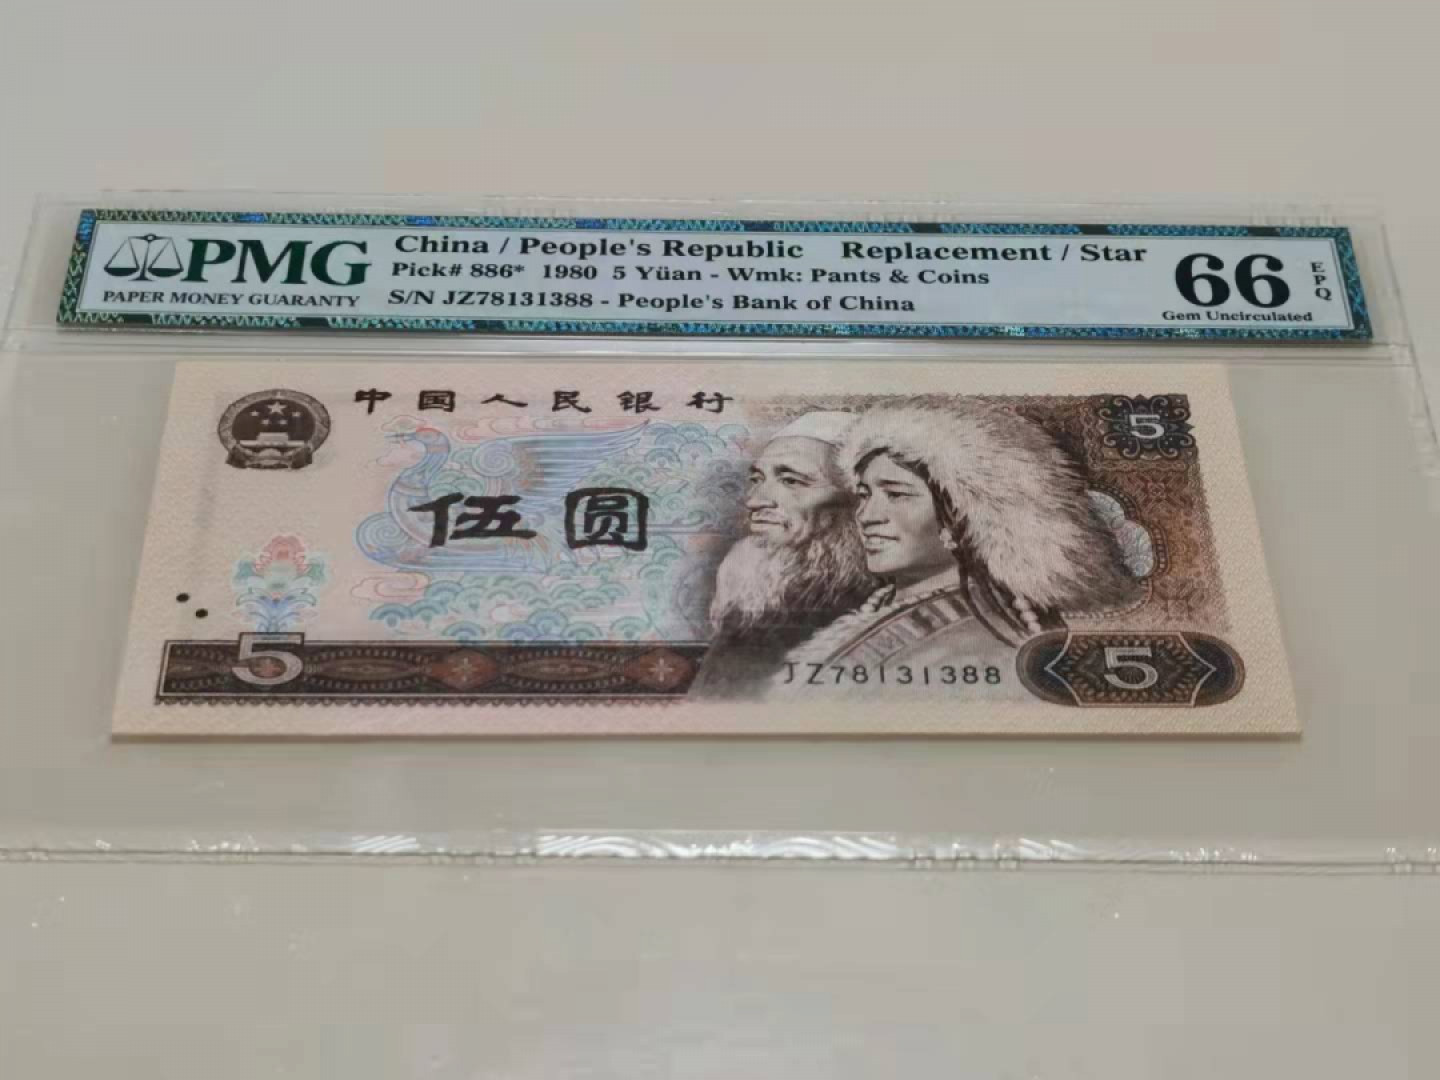 PMG
PAPER MONEY GUARANTY
China / People's Republic Replacement / Star
Pick# 886* 1980 5 Yüan - Wmk: Pants & Coins
S/N JZ78131388 - People's Bank of China
66
EPQ
Gem Uncirculated
中国人民银行
5
伍圆
5
JZ78131388
5